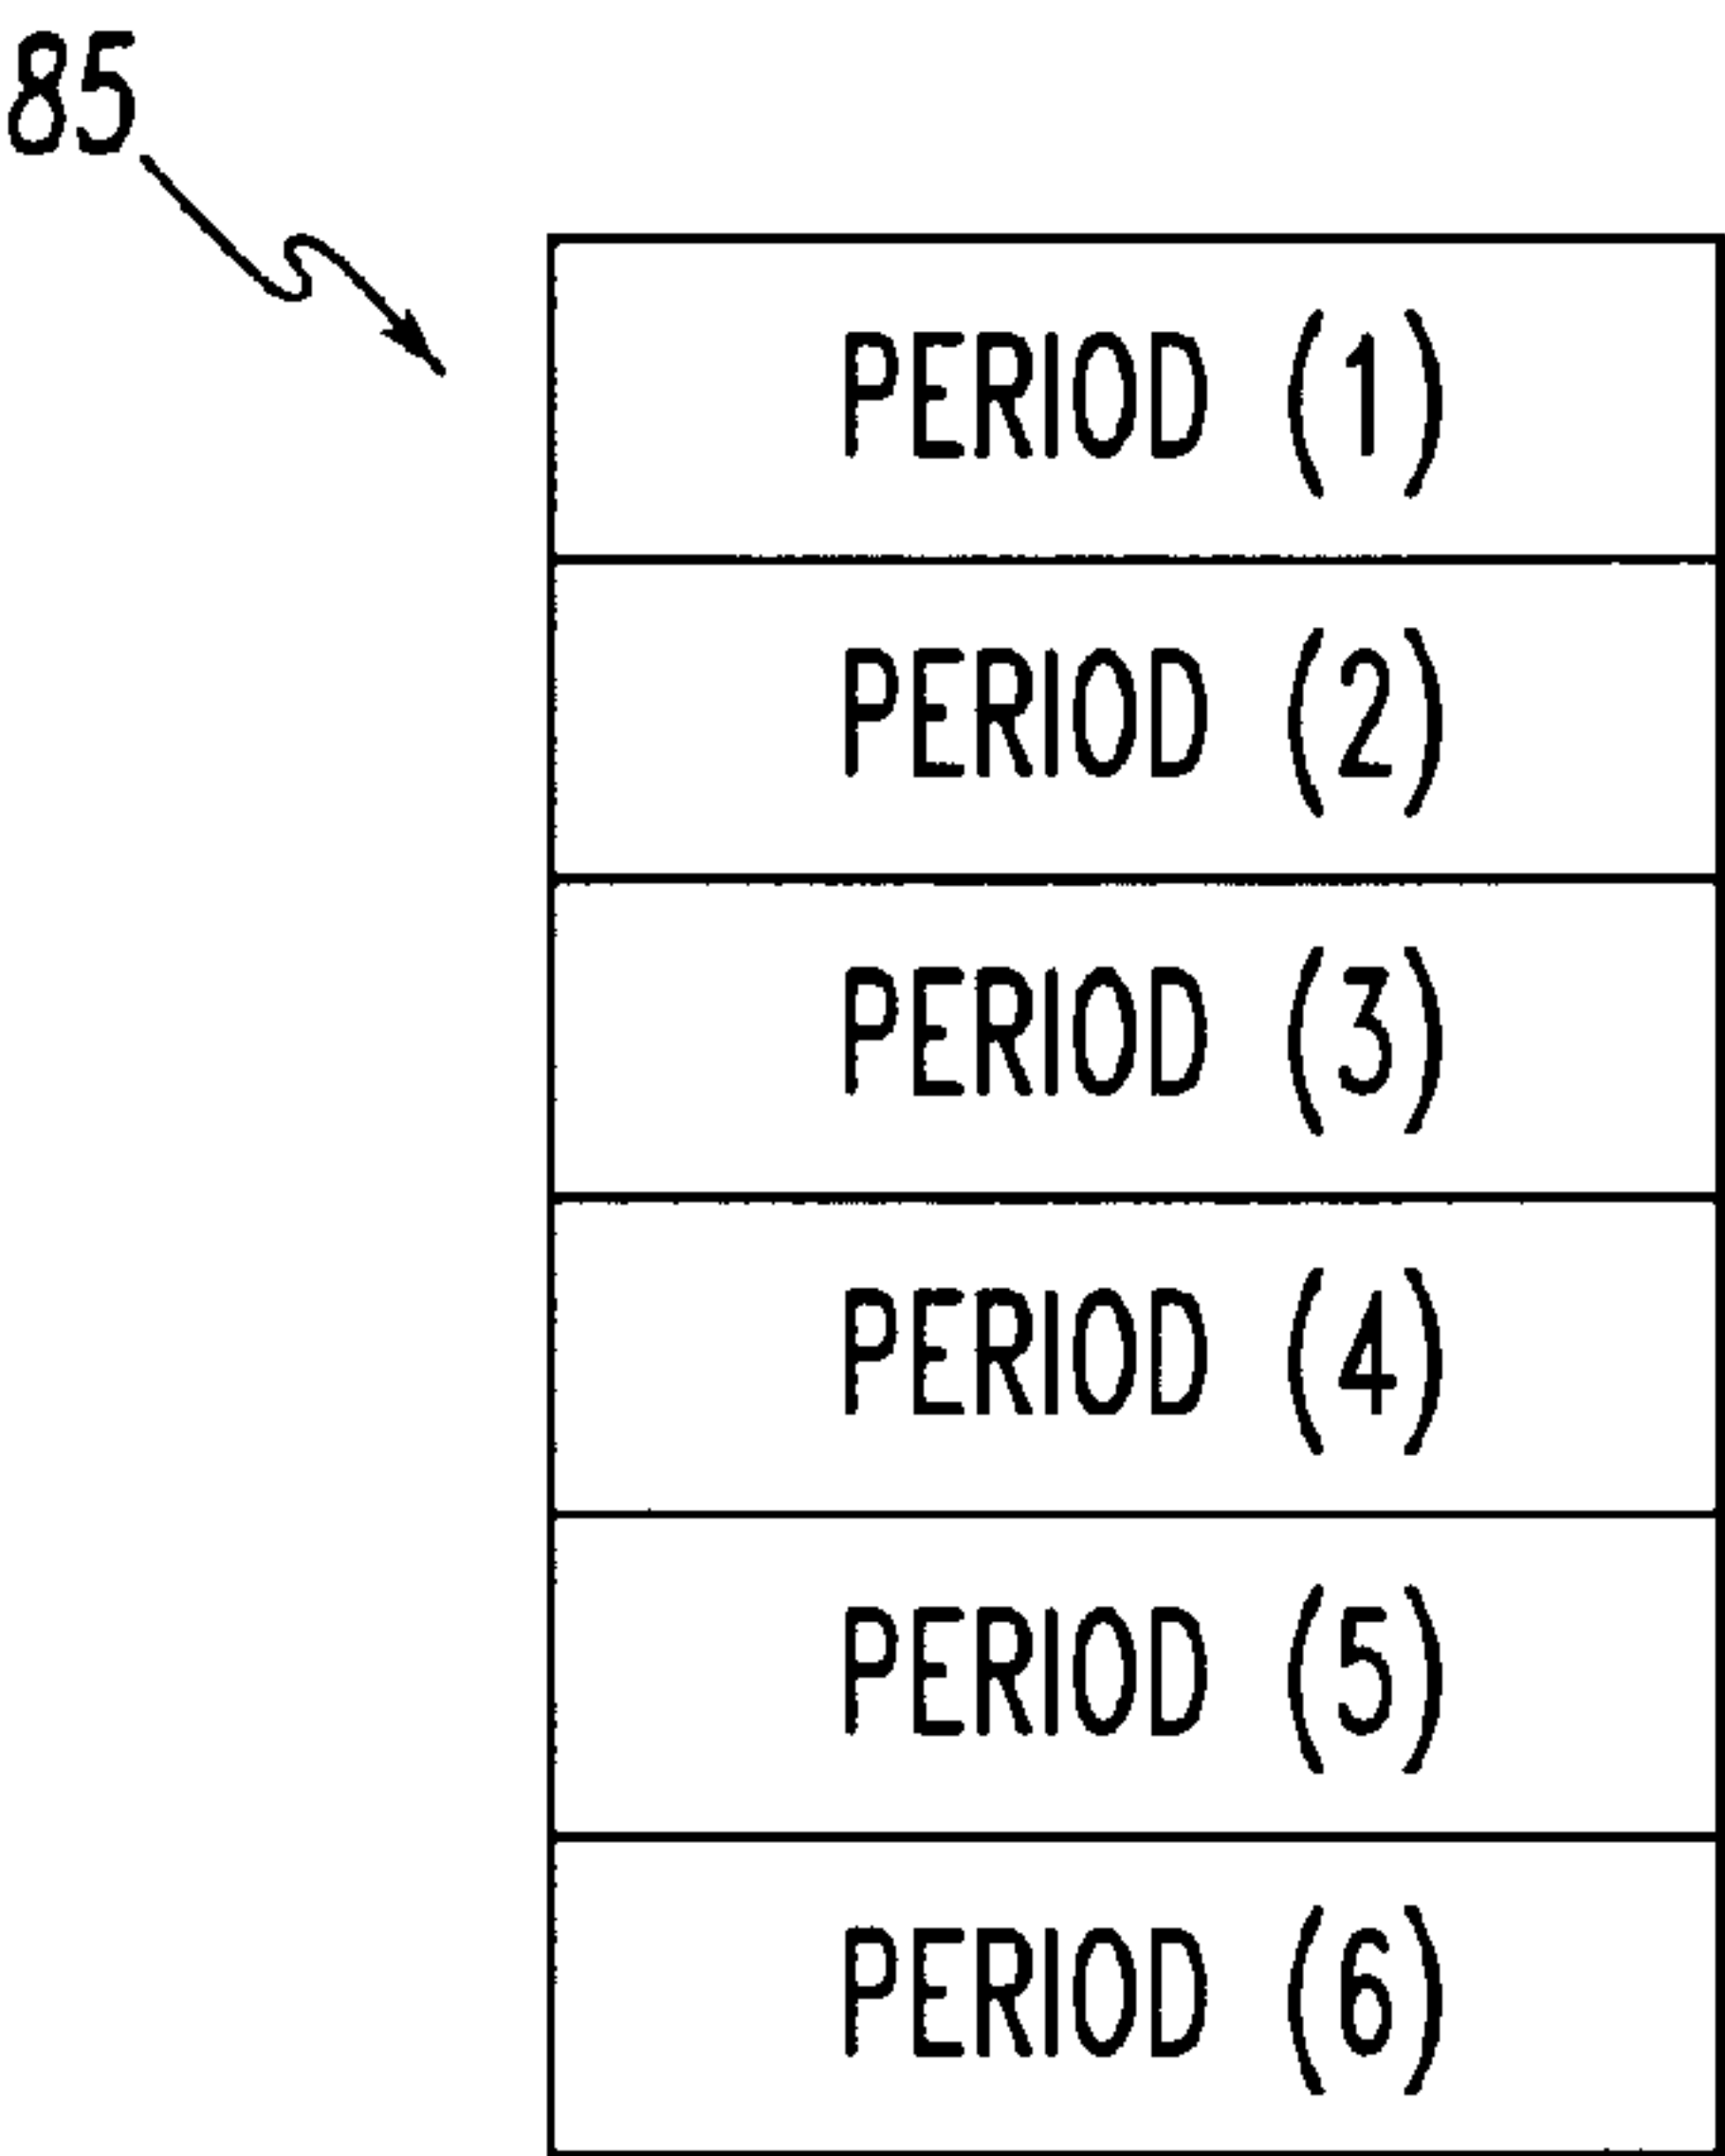 85
PERIOD (1)
PERIOD (2)
PERIOD (3)
PERIOD (4)
PERIOD (5)
PERIOD (6)